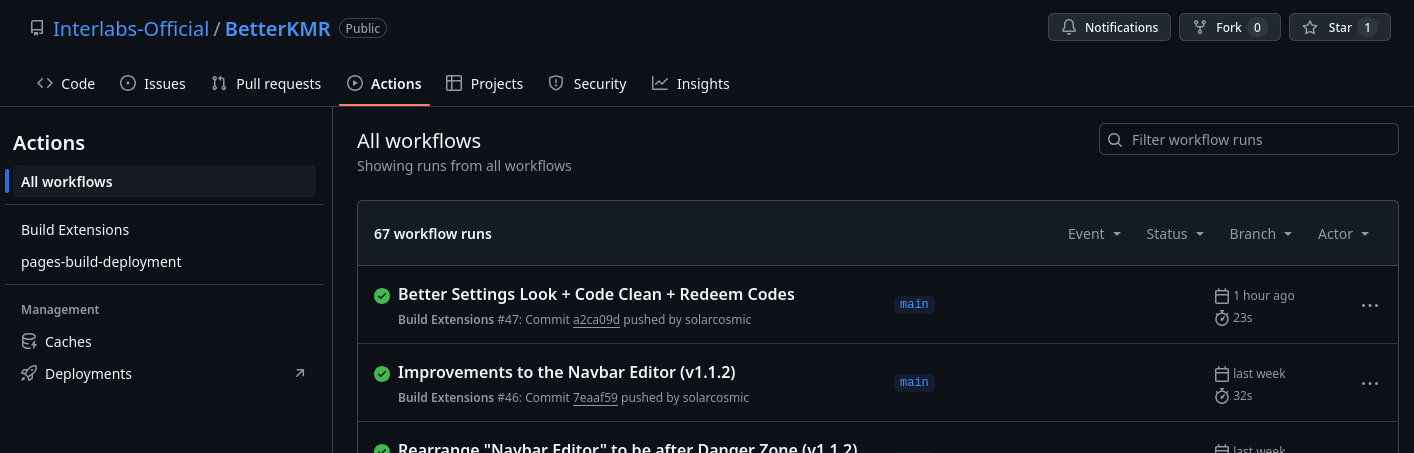 Interlabs-Official / BetterKMR Public
Notifications Fork 0 Star 1
Code Issues Pull requests Actions Projects Security Insights
Actions
All workflows
Build Extensions
pages-build-deployment
Management
Caches
Deployments
All workflows
Showing runs from all workflows
Filter workflow runs
67 workflow runs
Event Status Branch Actor
Better Settings Look + Code Clean + Redeem Codes
Build Extensions #47: Commit a2ca09d pushed by solarcosmic
main
1 hour ago
23s
Improvements to the Navbar Editor (v1.1.2)
Build Extensions #46: Commit 7eaaf59 pushed by solarcosmic
main
last week
32s
Rearrange "Navbar Editor" to be after Danger Zone (v1.1.2)
last week